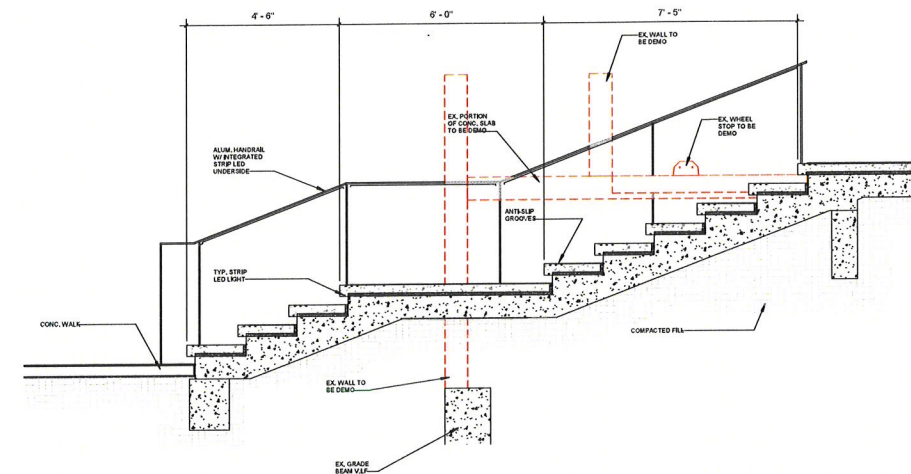 4' - 6"
6' - 0"
7' - 5"
EX. WALL TO
BE DEMO
EX. PORTION
OF CONC. SLAB
TO BE DEMO
EX. WHEEL
STOP TO BE
DEMO
ALUM. HANDRAIL
W/ INTEGRATED
STRIP LED
UNDERSIDE
ANTI-SLIP
GROOVES
TYP. STRIP
LED LIGHT
CONC. WALK
COMPACTED FILL
EX. WALL TO
BE DEMO
EX. GRADE
BEAM V.I.F